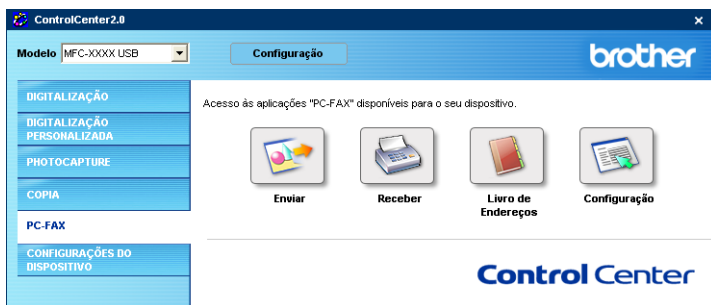 ControlCenter2.0
Modelo MFC-XXXX USB
Configuração
brother
DIGITALIZAÇÃO
DIGITALIZAÇÃO
PERSONALIZADA
PHOTOCAPTURE
COPIA
PC-FAX
CONFIGURAÇÕES DO
DISPOSITIVO
Acesso às aplicações "PC-FAX" disponíveis para o seu dispositivo.
Enviar
Receber
Livro de
Endereços
Configuração
Control Center